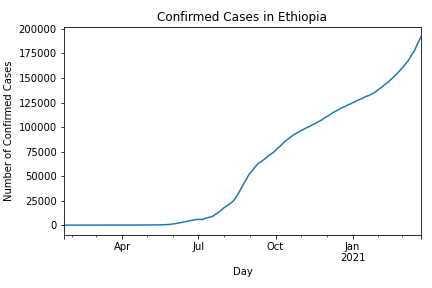 Confirmed Cases in Ethiopia
200000
175000
150000
125000
100000
75000
50000
25000
0
Number of Confirmed Cases
Apr
Jul
Oct
Jan
2021
Day